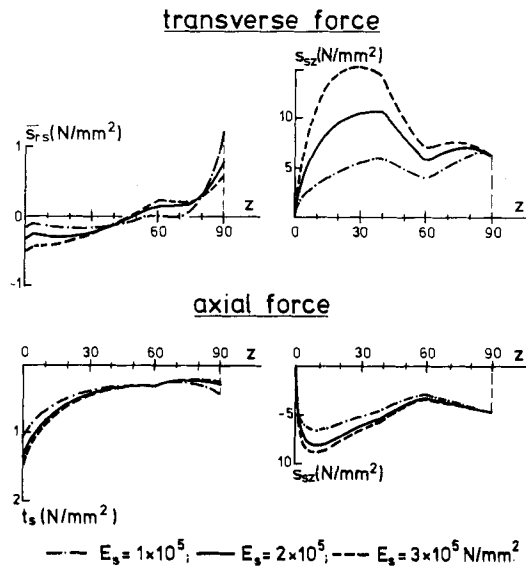 transverse force
s̄rs(N/mm²)
1
0
-1
30
60
90
z
ssz(N/mm²)
10
5
0
30
60
90
z
axial force
0
30
60
90
z
1
2
ts(N/mm²)
0
30
60
90
z
-5
10
ssz(N/mm²)
Es=1×10⁵; Es=2×10⁵; Es=3×10⁵ N/mm²